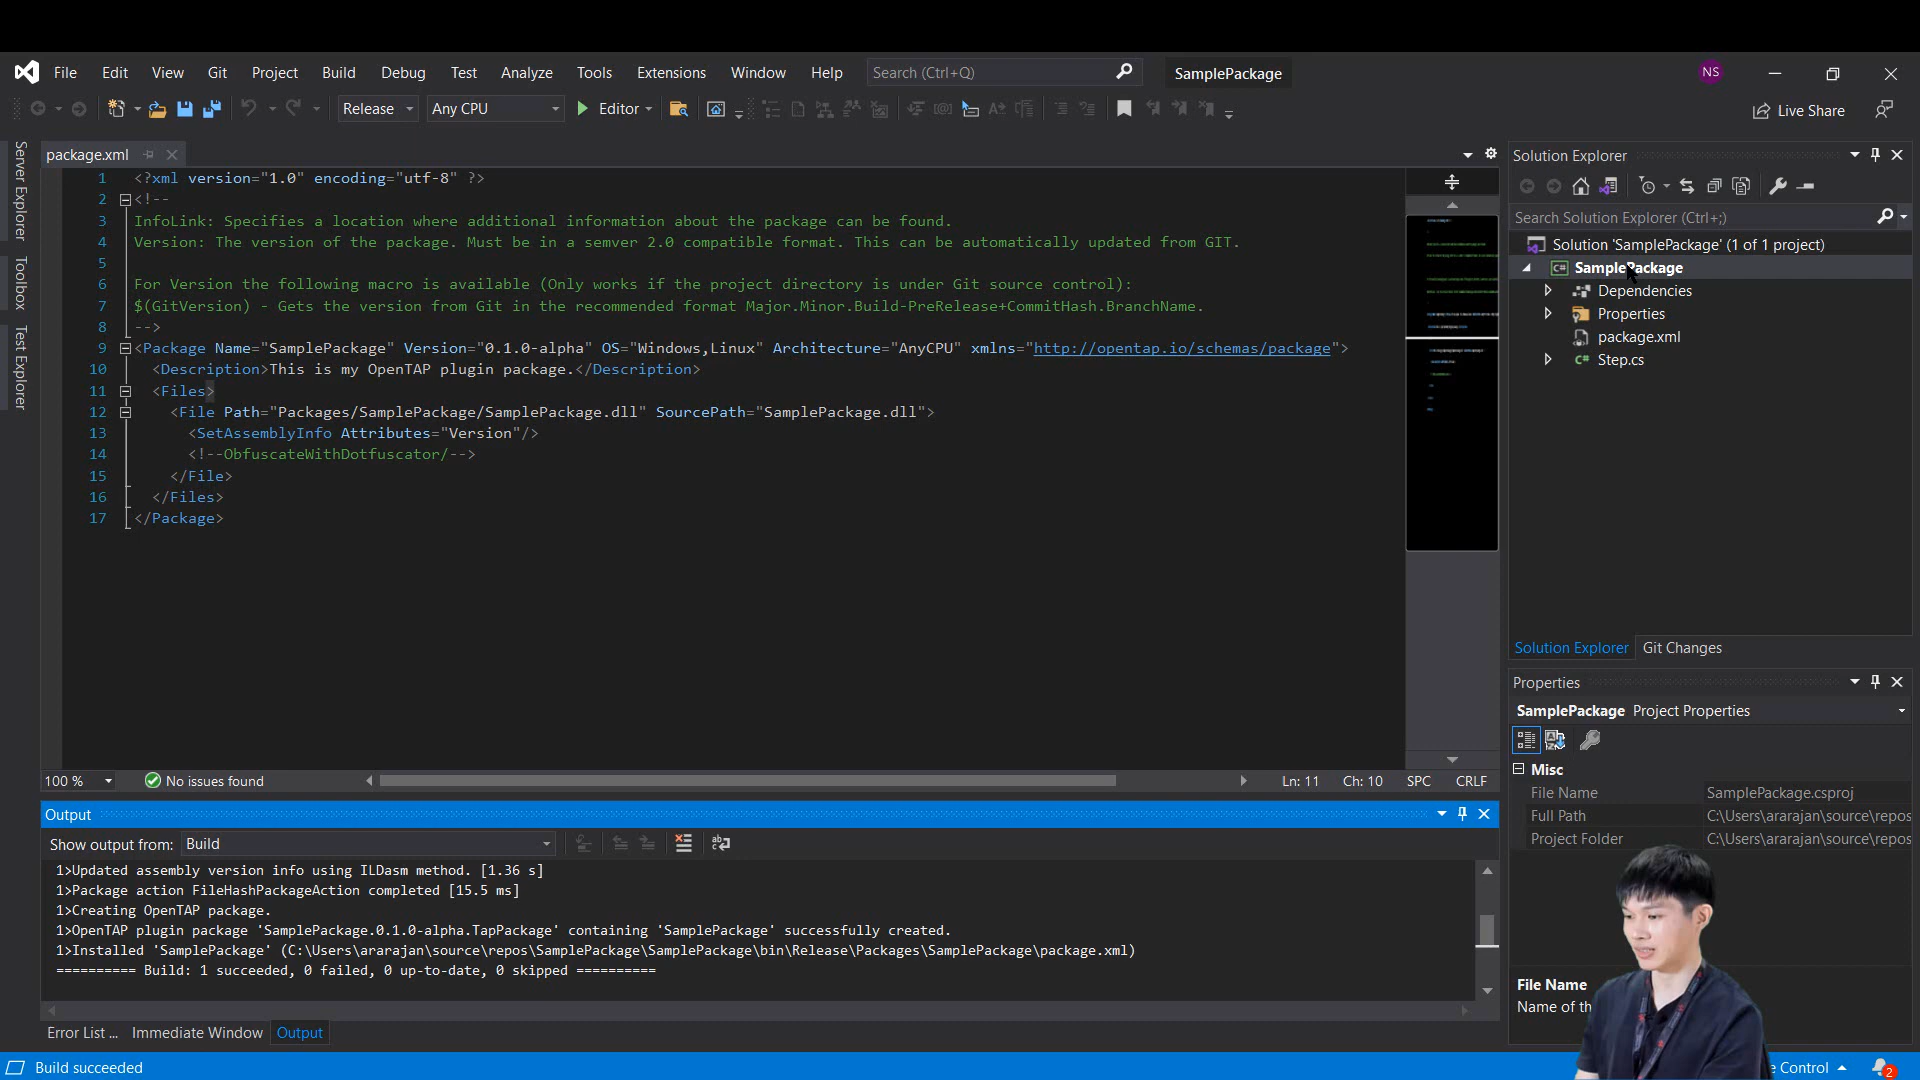 File Edit View Git Project Build Debug Test Analyze Tools Extensions Window Help Search (Ctrl+Q) SamplePackage NS
Release Any CPU Editor Live Share
Server Explorer
Toolbox
Test Explorer
package.xml
1 <?xml version="1.0" encoding="utf-8" ?>
2 <!--
3 InfoLink: Specifies a location where additional information about the package can be found.
4 Version: The version of the package. Must be in a semver 2.0 compatible format. This can be automatically updated from GIT.
5
6 For Version the following macro is available (Only works if the project directory is under Git source control):
7 $(GitVersion) - Gets the version from Git in the recommended format Major.Minor.Build-PreRelease+CommitHash.BranchName.
8 -->
9 <Package Name="SamplePackage" Version="0.1.0-alpha" OS="Windows,Linux" Architecture="AnyCPU" xmlns="http://opentap.io/schemas/package">
10 <Description>This is my OpenTAP plugin package.</Description>
11 <Files>
12 <File Path="Packages/SamplePackage/SamplePackage.dll" SourcePath="SamplePackage.dll">
13 <SetAssemblyInfo Attributes="Version"/>
14 <!--ObfuscateWithDotfuscator/-->
15 </File>
16 </Files>
17 </Package>
100 % No issues found Ln: 11 Ch: 10 SPC CRLF
Output
Show output from: Build
1>Updated assembly version info using ILDasm method. [1.36 s]
1>Package action FileHashPackageAction completed [15.5 ms]
1>Creating OpenTAP package.
1>OpenTAP plugin package 'SamplePackage.0.1.0-alpha.TapPackage' containing 'SamplePackage' successfully created.
1>Installed 'SamplePackage' (C:\Users\ararajan\source\repos\SamplePackage\SamplePackage\bin\Release\Packages\SamplePackage\package.xml)
========== Build: 1 succeeded, 0 failed, 0 up-to-date, 0 skipped ==========
Error List ... Immediate Window Output
Build succeeded
Solution Explorer
Search Solution Explorer (Ctrl+;)
Solution 'SamplePackage' (1 of 1 project)
C# SamplePackage
Dependencies
Properties
package.xml
C# Step.cs
Solution Explorer Git Changes
Properties
SamplePackage Project Properties
Misc
File Name SamplePackage.csproj
Full Path C:\Users\ararajan\source\repos
Project Folder C:\Users\ararajan\source\repos
File Name
Name of th
Control 2